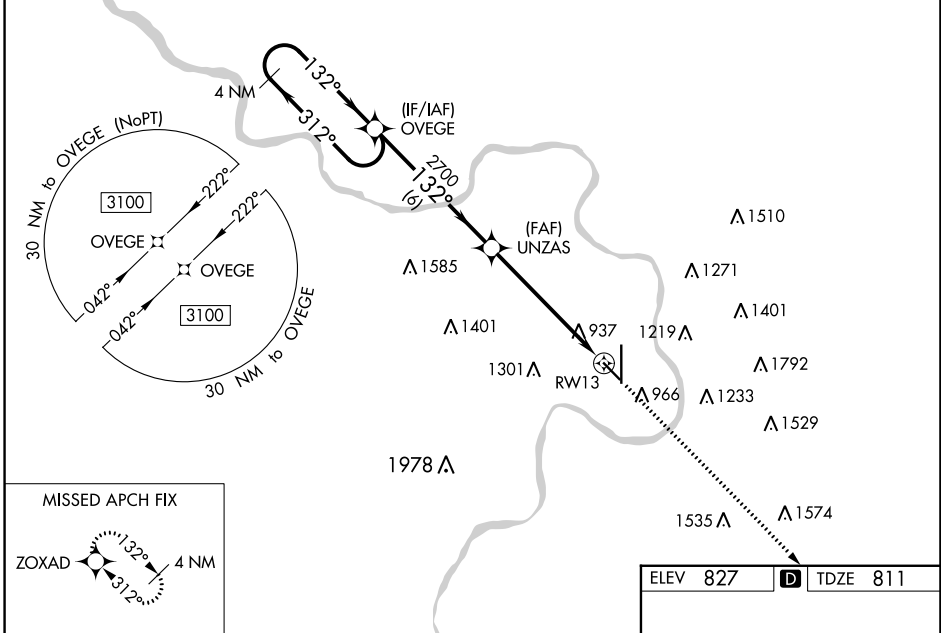 132°
4 NM
312°
(IF/IAF)
OVEGE
30 NM to OVEGE (NoPT)
222°
3100
222°
OVEGE
OVEGE
042°
3100
042°
30 NM to OVEGE
2700
132°
(6)
(FAF)
UNZAS
1510
1585
1271
1401
1401
937
1219
1301
RW13
1792
966
1233
1529
1978
1535
1574
MISSED APCH FIX
ZOXAD
132°
4 NM
312°
ELEV 827 D TDZE 811